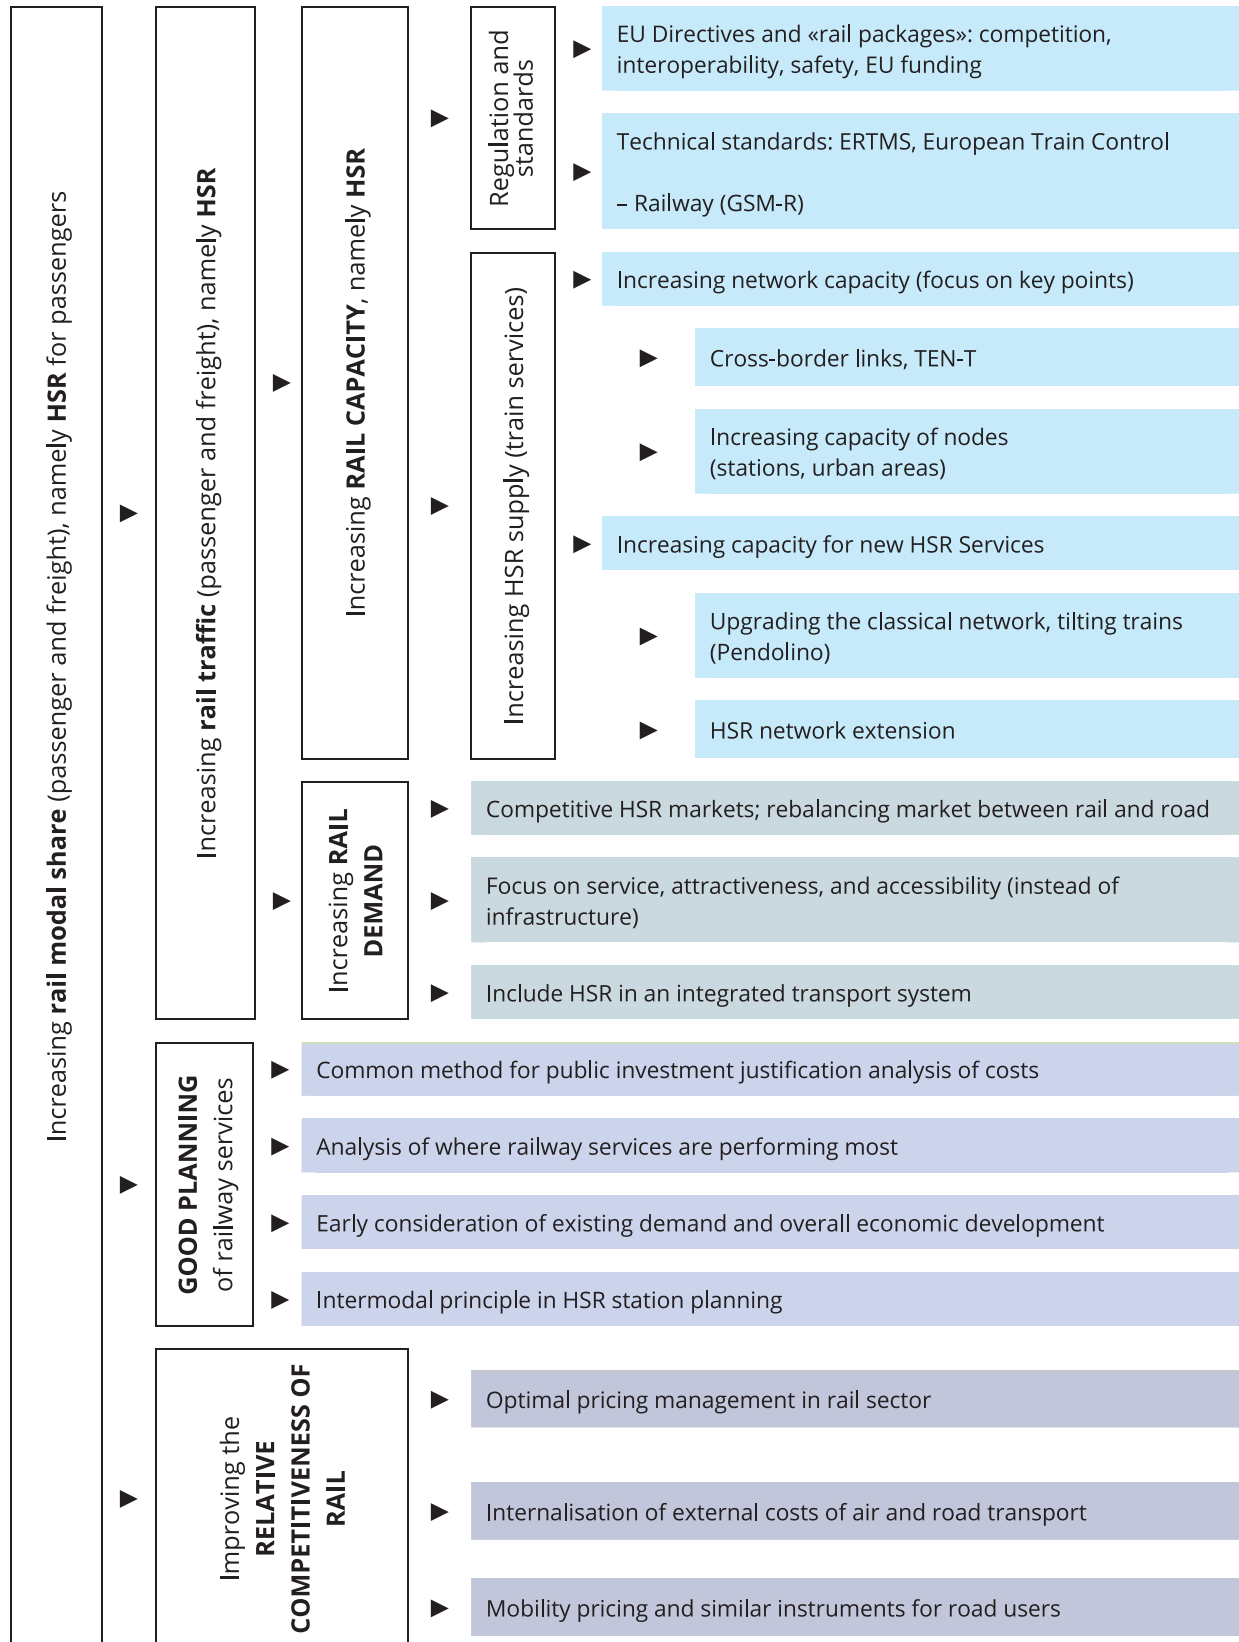 Increasing rail modal share (passenger and freight), namely HSR for passengers
Increasing rail traffic (passenger and freight), namely HSR
Increasing RAIL CAPACITY, namely HSR
Regulation and
standards
EU Directives and «rail packages»: competition,
interoperability, safety, EU funding
Technical standards: ERTMS, European Train Control
– Railway (GSM-R)
Increasing HSR supply (train services)
Increasing network capacity (focus on key points)
Cross-border links, TEN-T
Increasing capacity of nodes
(stations, urban areas)
Increasing capacity for new HSR Services
Upgrading the classical network, tilting trains
(Pendolino)
HSR network extension
Increasing RAIL
DEMAND
Competitive HSR markets; rebalancing market between rail and road
Focus on service, attractiveness, and accessibility (instead of
infrastructure)
Include HSR in an integrated transport system
GOOD PLANNING
of railway services
Common method for public investment justification analysis of costs
Analysis of where railway services are performing most
Early consideration of existing demand and overall economic development
Intermodal principle in HSR station planning
Improving the
RELATIVE
COMPETITIVENESS OF
RAIL
Optimal pricing management in rail sector
Internalisation of external costs of air and road transport
Mobility pricing and similar instruments for road users